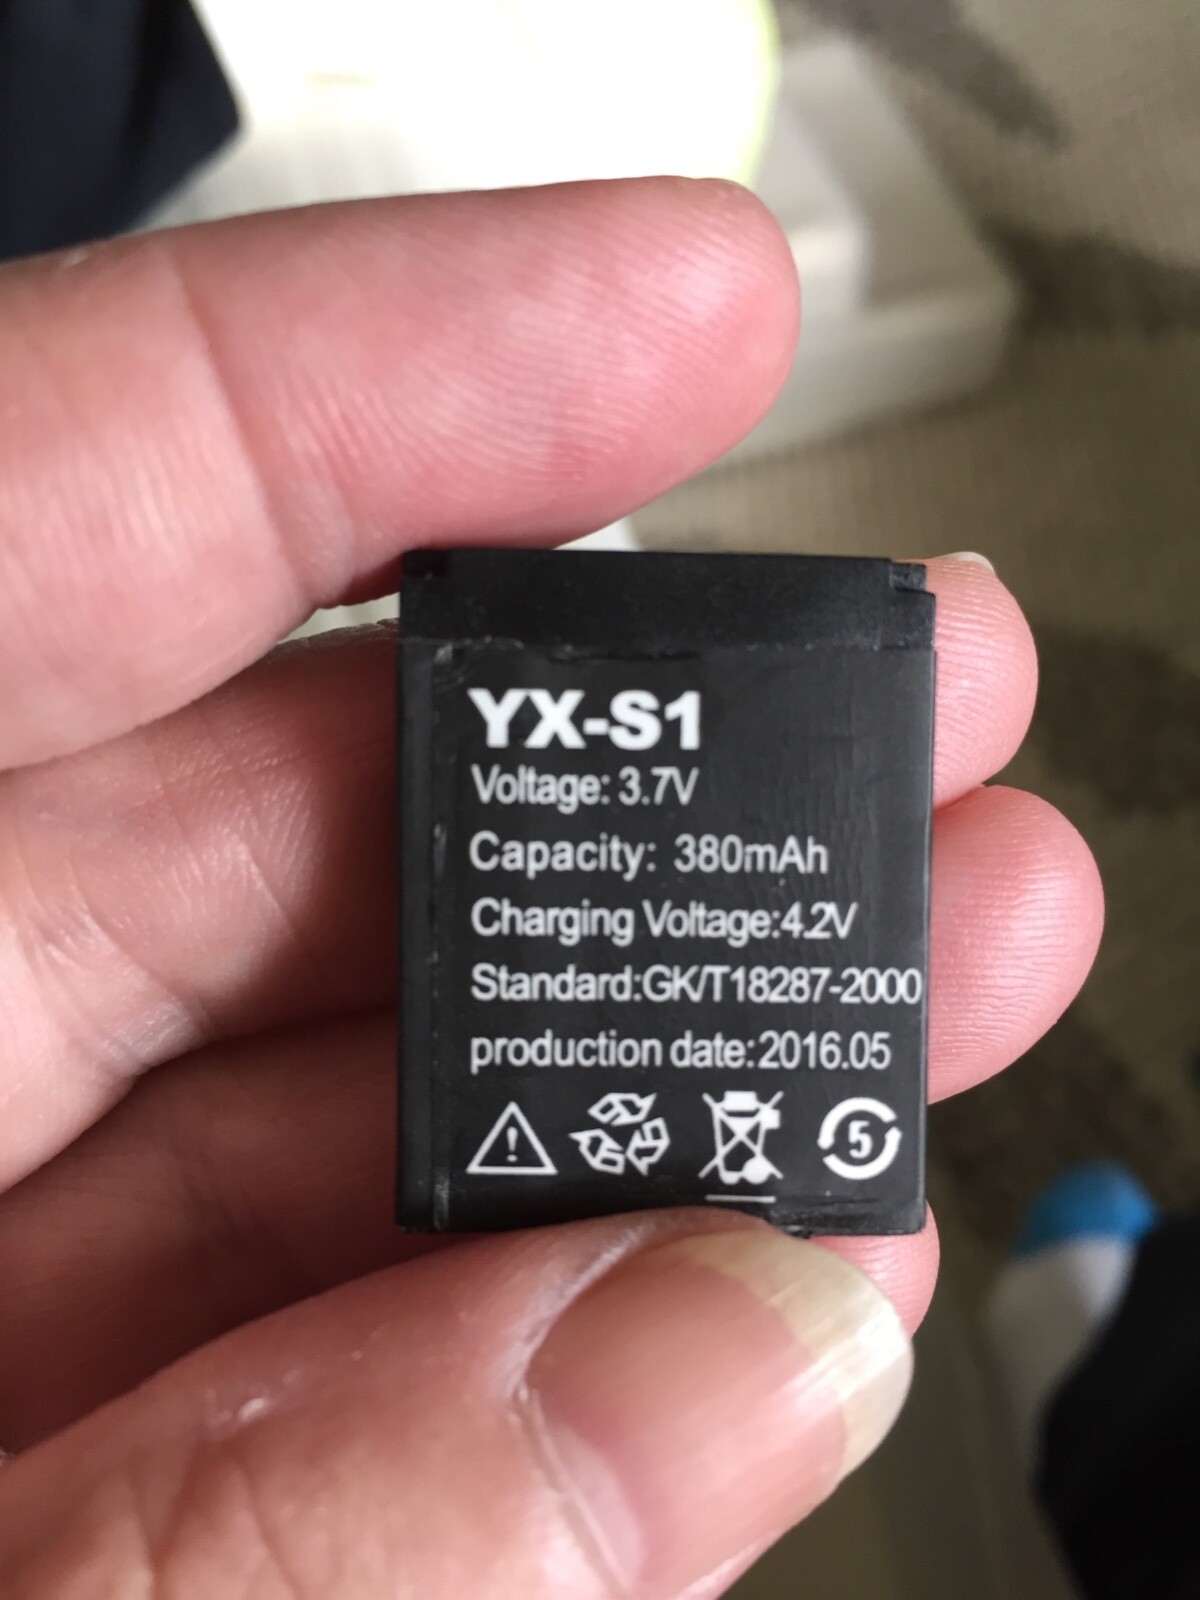 YX-S1
Voltage: 3.7V
Capacity: 380mAh
Charging Voltage:4.2V
Standard:GK/T18287-2000
production date:2016.05
5